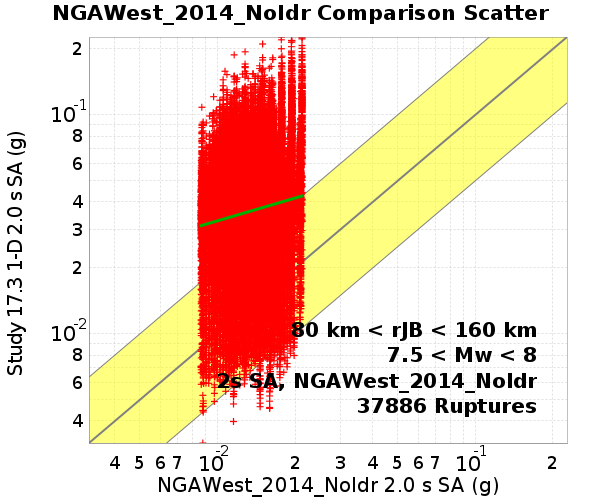 NGAWest_2014_NoIdr Comparison Scatter
Study 17.3 1-D 2.0 s SA (g)
2
10-1
8
6
4
3
2
10-2
8
6
4
80 km < rJB < 160 km
7.5 < Mw < 8
2s SA, NGAWest_2014_NoIdr
37886 Ruptures
4 5 6 7 10-2 2 3 4 5 6 7 10-1 2
NGAWest_2014_NoIdr 2.0 s SA (g)